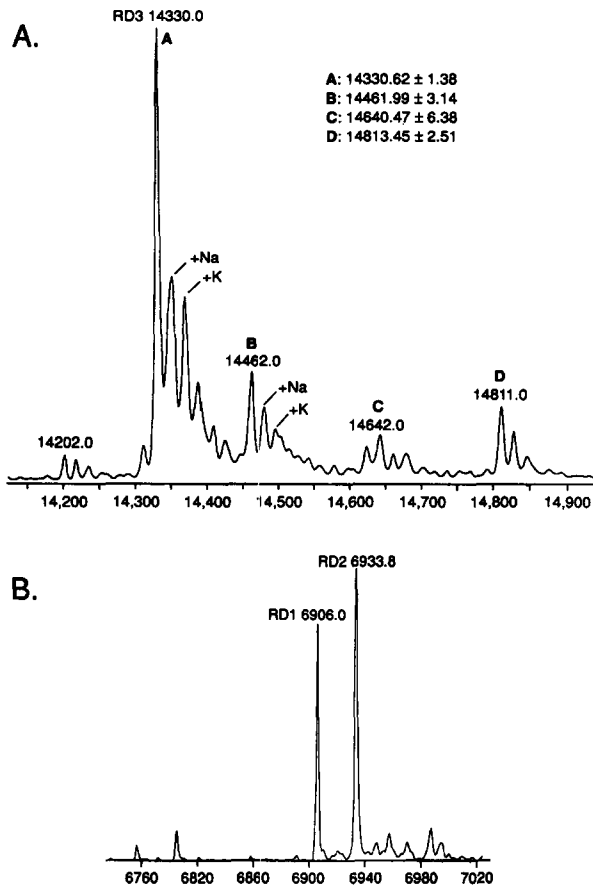 A.
RD3 14330.0
A
A: 14330.62 ± 1.38
B: 14461.99 ± 3.14
C: 14640.47 ± 6.38
D: 14813.45 ± 2.51
+Na
+K
B
14462.0
+Na
+K
C
14642.0
D
14811.0
14202.0
14,200 14,300 14,400 14,500 14,600 14,700 14,800 14,900
B.
RD2 6933.8
RD1 6906.0
6760 6820 6860 6900 6940 6980 7020